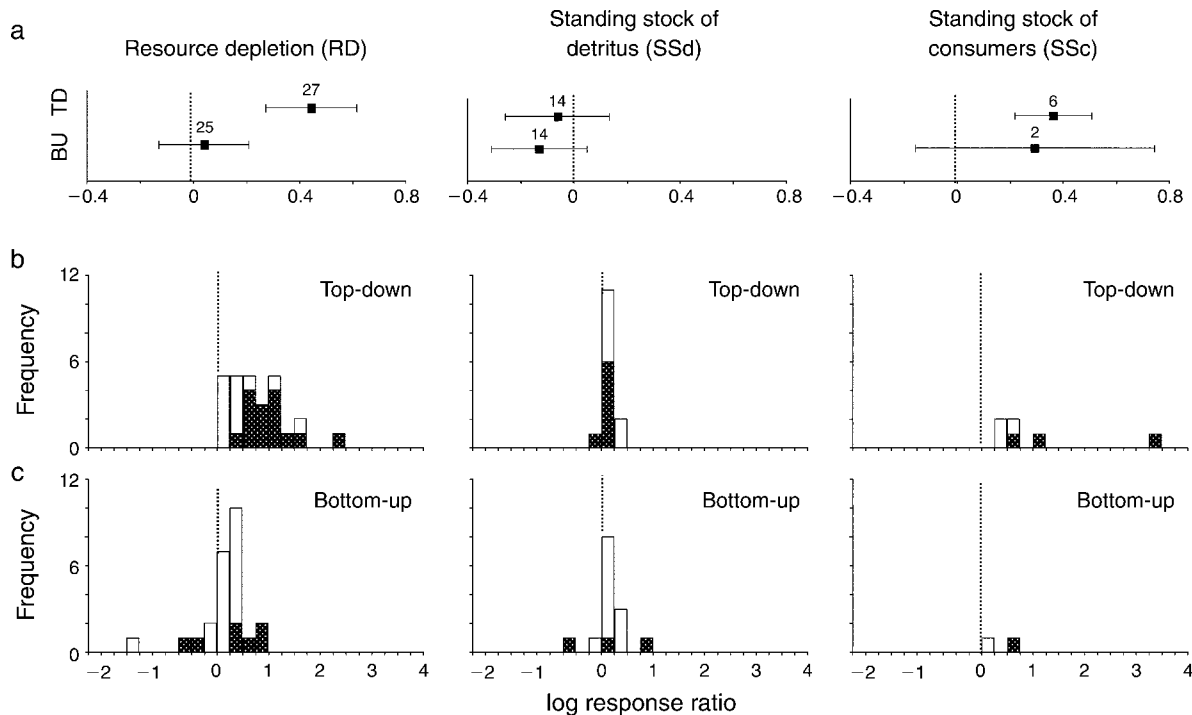 a
Resource depletion (RD)
Standing stock of
detritus (SSd)
Standing stock of
consumers (SSc)
BU TD
27
25
14
14
6
2
−0.4 0 0.4 0.8
−0.4 0 0.4 0.8
−0.4 0 0.4 0.8
b
Frequency
12
6
0
Top-down
Top-down
Top-down
c
Frequency
12
6
0
Bottom-up
Bottom-up
Bottom-up
−2 −1 0 1 2 3 4
−2 −1 0 1 2 3 4
−2 −1 0 1 2 3 4
log response ratio